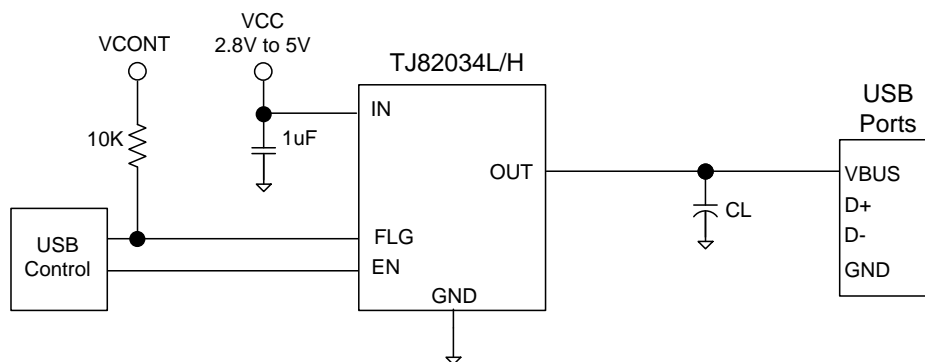 VCONT
VCC
2.8V to 5V
TJ82034L/H
10K
1uF
IN
OUT
FLG
EN
GND
USB
Control
CL
USB
Ports
VBUS
D+
D-
GND